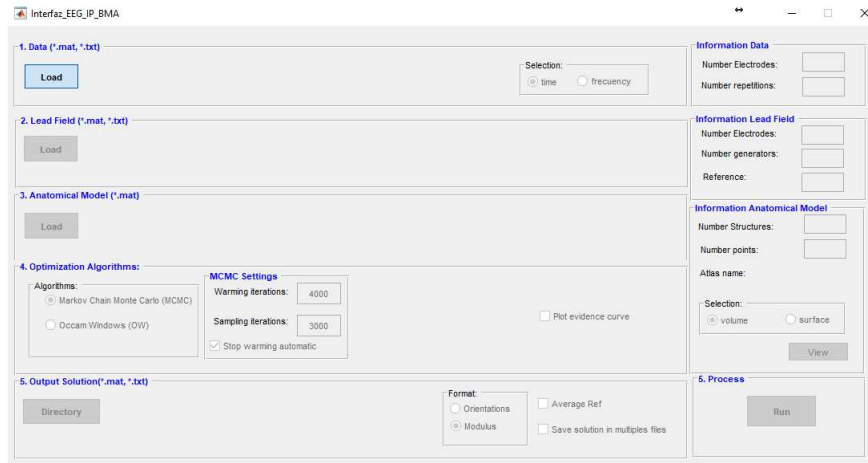 Interfaz_EEG_IP_BMA
1. Data (*.mat, *.txt)
Load
Selection:
time
frecuency
Information Data
Number Electrodes:
Number repetitions:
2. Lead Field (*.mat, *.txt)
Load
Information Lead Field
Number Electrodes:
Number generators:
Reference:
3. Anatomical Model (*.mat)
Load
Information Anatomical Model
Number Structures:
Number points:
Atlas name:
Selection:
volume
surface
View
4. Optimization Algorithms:
Algorithms:
Markov Chain Monte Carlo (MCMC)
Occam Windows (OW)
MCMC Settings
Warming iterations:
4000
Sampling iterations:
3000
Stop warming automatic
Plot evidence curve
5. Output Solution(*.mat, *.txt)
Directory
Format:
Orientations
Modulus
Average Ref
Save solution in multiples files
5. Process
Run